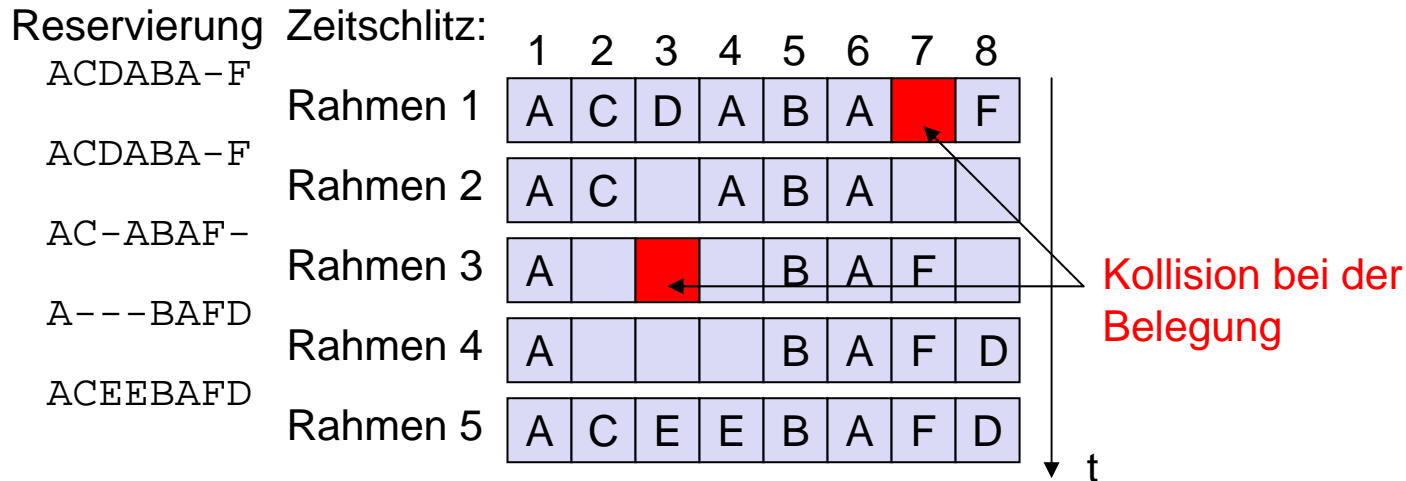 Reservierung Zeitschlitz: 1 2 3 4 5 6 7 8
ACDABA-F
Rahmen 1 A C D A B A F
ACDABA-F
Rahmen 2 A C A B A
AC-ABAF-
Rahmen 3 A B A F
Kollision bei der
Belegung
A---BAFD
Rahmen 4 A B A F D
ACEEBAFD
Rahmen 5 A C E E B A F D
t